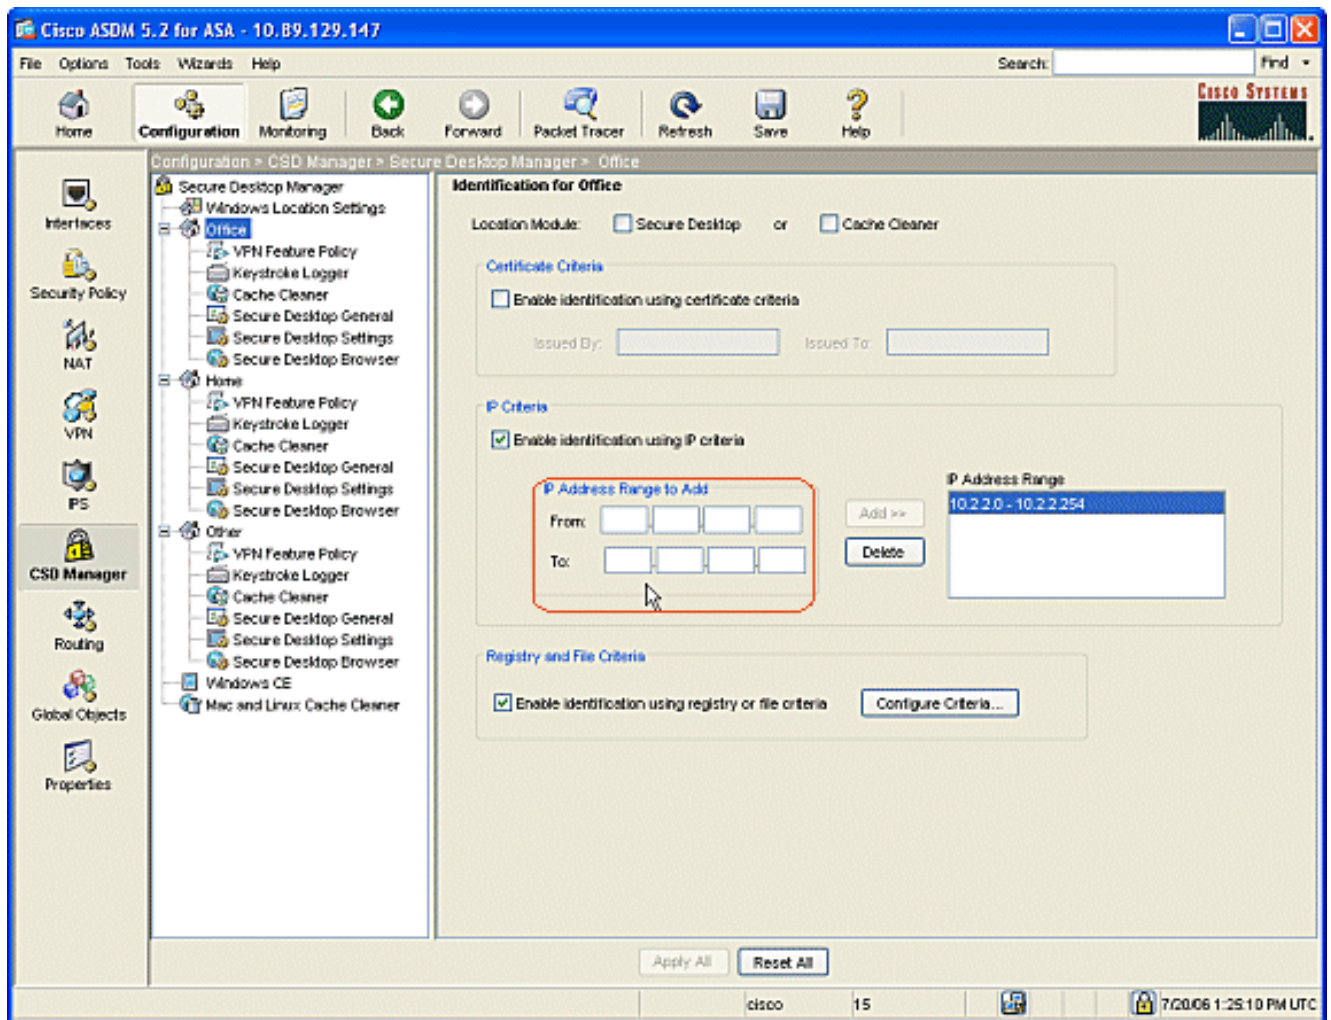 Cisco ASDM 5.2 for ASA - 10.89.129.147
File Options Tools Wizards Help Search: Find
CISCO SYSTEMS
Home Configuration Monitoring Back Forward Packet Tracer Refresh Save Help
Configuration > CSD Manager > Secure Desktop Manager > Office
Interfaces
Security Policy
NAT
VPN
IPS
CSD Manager
Routing
Global Objects
Properties
Secure Desktop Manager
Windows Location Settings
Office
VPN Feature Policy
Keystroke Logger
Cache Cleaner
Secure Desktop General
Secure Desktop Settings
Secure Desktop Browser
Home
VPN Feature Policy
Keystroke Logger
Cache Cleaner
Secure Desktop General
Secure Desktop Settings
Secure Desktop Browser
Other
VPN Feature Policy
Keystroke Logger
Cache Cleaner
Secure Desktop General
Secure Desktop Settings
Secure Desktop Browser
Windows CE
Mac and Linux Cache Cleaner
Identification for Office
Location Module: Secure Desktop or Cache Cleaner
Certificate Criteria
Enable identification using certificate criteria
Issued By: Issued To:
IP Criteria
Enable identification using IP criteria
IP Address Range to Add
From:
To:
Add >>
Delete
IP Address Range
10.2.2.0 - 10.2.2.254
Registry and File Criteria
Enable identification using registry or file criteria Configure Criteria...
Apply All Reset All
cisco 15 7/20/06 1:25:10 PM UTC